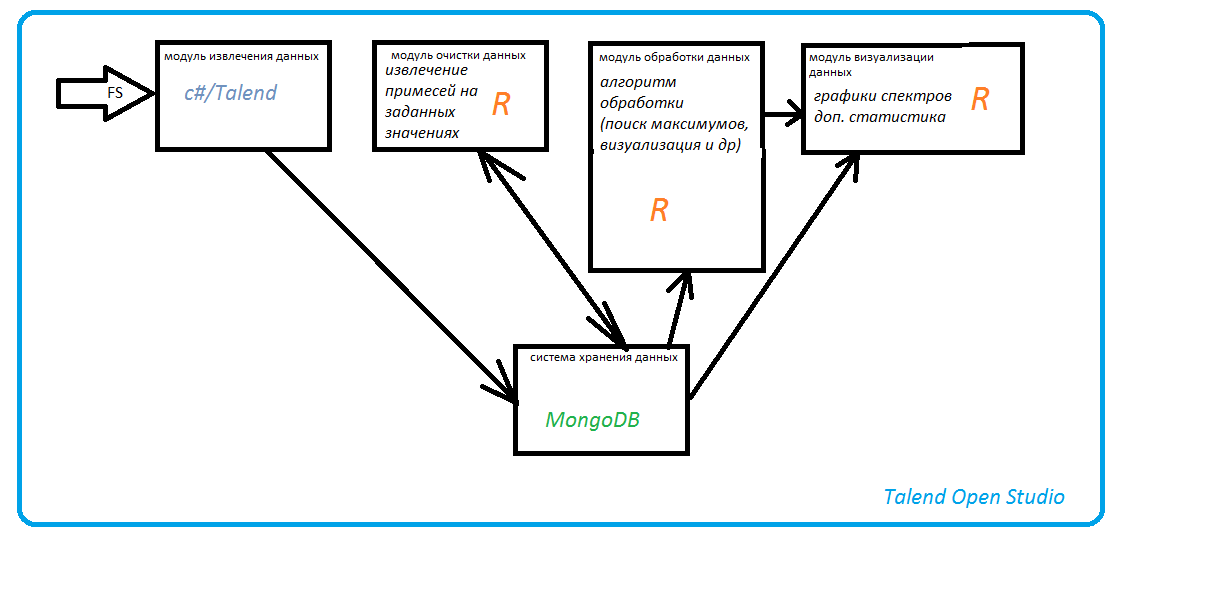 FS
модуль извлечения данных
c#/Talend
модуль очистки данных
извлечение
примесей на
заданных
значениях
R
модуль обработки данных
алгоритм
обработки
(поиск максимумов,
визуализация и др)
R
модуль визуализации
данных
графики спектров
доп. статистика
R
система хранения данных
MongoDB
Talend Open Studio